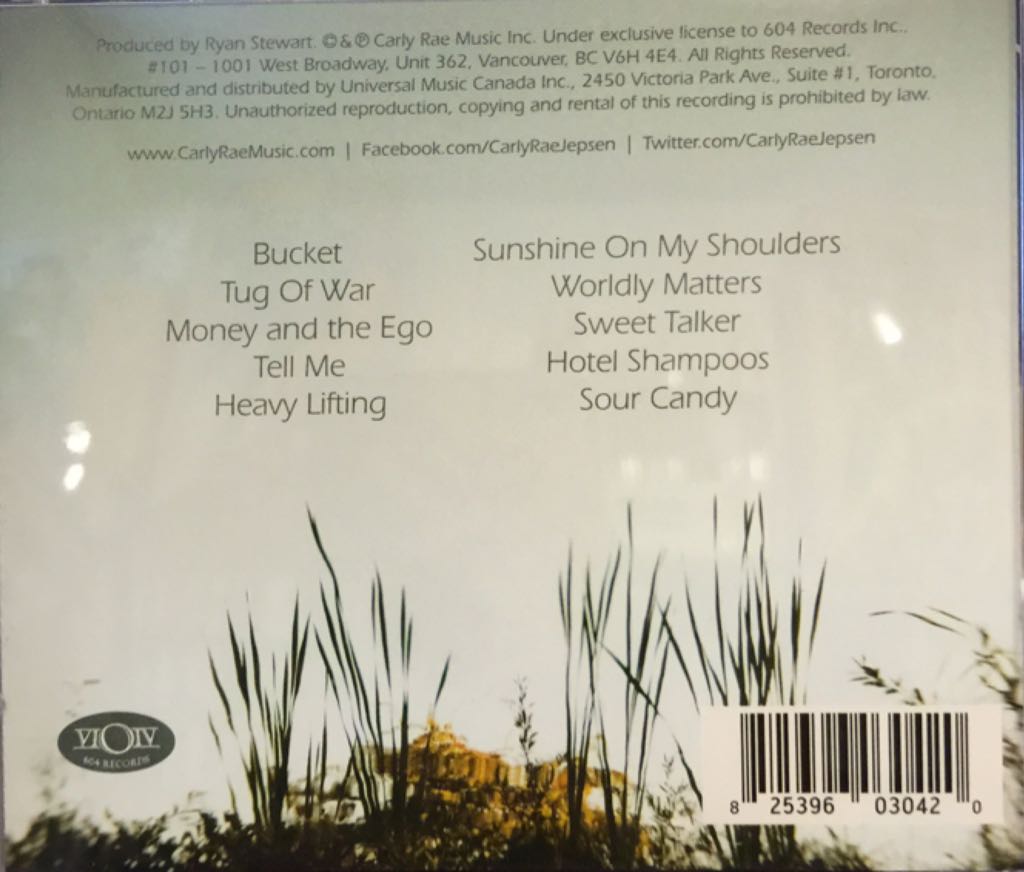 Produced by Ryan Stewart. ©&℗ Carly Rae Music Inc. Under exclusive license to 604 Records Inc.,
#101 – 1001 West Broadway, Unit 362, Vancouver, BC V6H 4E4. All Rights Reserved.
Manufactured and distributed by Universal Music Canada Inc., 2450 Victoria Park Ave., Suite #1, Toronto,
Ontario M2J 5H3. Unauthorized reproduction, copying and rental of this recording is prohibited by law.
www.CarlyRaeMusic.com | Facebook.com/CarlyRaeJepsen | Twitter.com/CarlyRaeJepsen
Bucket
Tug Of War
Money and the Ego
Tell Me
Heavy Lifting
Sunshine On My Shoulders
Worldly Matters
Sweet Talker
Hotel Shampoos
Sour Candy
VIOIV
604 RECORDS
8 25396 03042 0